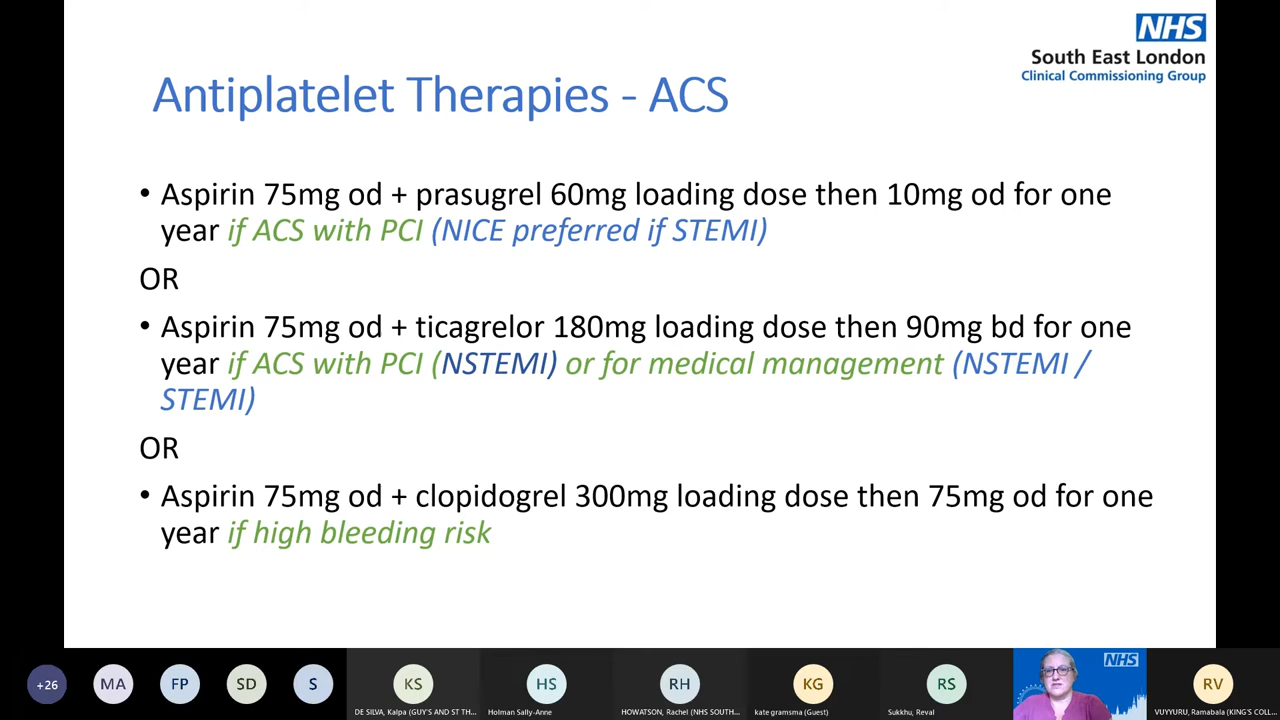 NHS
South East London
Clinical Commissioning Group
Antiplatelet Therapies - ACS
• Aspirin 75mg od + prasugrel 60mg loading dose then 10mg od for one
year if ACS with PCI (NICE preferred if STEMI)
OR
• Aspirin 75mg od + ticagrelor 180mg loading dose then 90mg bd for one
year if ACS with PCI (NSTEMI) or for medical management (NSTEMI /
STEMI)
OR
• Aspirin 75mg od + clopidogrel 300mg loading dose then 75mg od for one
year if high bleeding risk
+26
MA
FP
SD
S
KS
HS
RH
KG
RS
NHS
RV
DE SILVA, Kalpa (GUY'S AND ST TH...
Holman Sally-Anne
HOWATSON, Rachel (NHS SOUTH...
kate gramsma (Guest)
Sukkhu, Reval
VUYYURU, Ramabala (KING'S COLL...